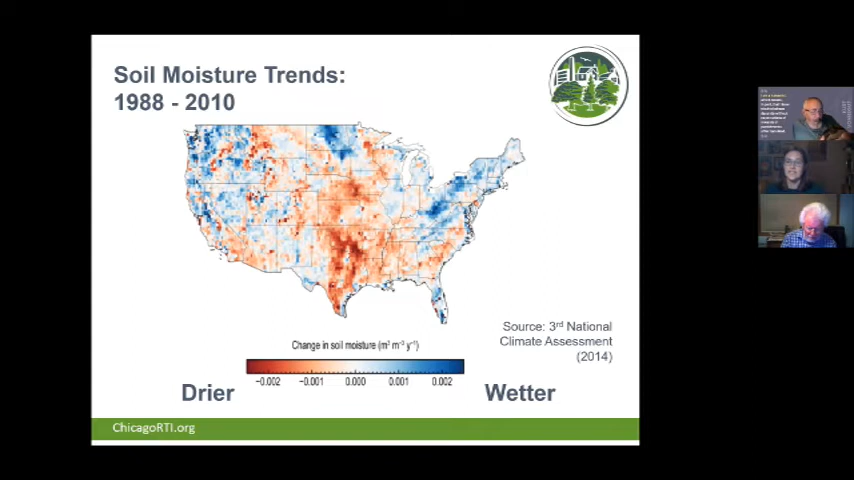 Soil Moisture Trends:
1988 - 2010
Source: 3rd National
Climate Assessment
(2014)
Change in soil moisture (m³ m⁻³ y⁻¹)
−0.002 −0.001 0.000 0.001 0.002
Drier Wetter
ChicagoRTI.org